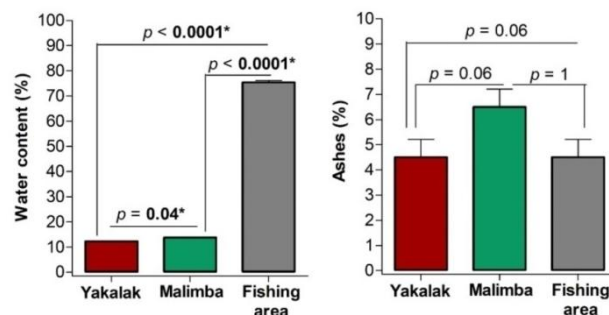 Water content (%)
100
90
80
70
60
50
40
30
20
10
0
p < 0.0001*
p < 0.0001*
p = 0.04*
Yakalak
Malimba
Fishing
area
Ashes (%)
10
9
8
7
6
5
4
3
2
1
0
p = 0.06
p = 0.06
p = 1
Yakalak
Malimba
Fishing
area